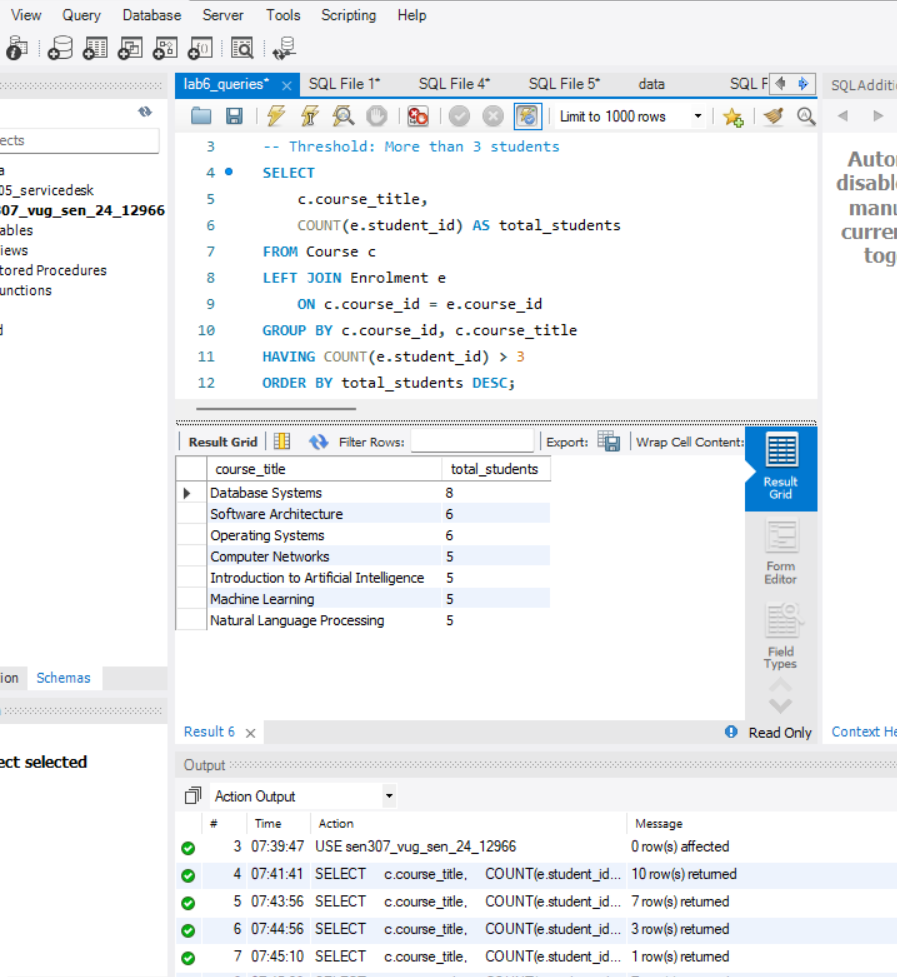 View Query Database Server Tools Scripting Help
lab6_queries* SQL File 1* SQL File 4* SQL File 5* data SQL F SQLAdditi
Limit to 1000 rows
ects
a
05_servicedesk
307_vug_sen_24_12966
ables
iews
tored Procedures
unctions
d
3 -- Threshold: More than 3 students
4 SELECT
5 c.course_title,
6 COUNT(e.student_id) AS total_students
7 FROM Course c
8 LEFT JOIN Enrolment e
9 ON c.course_id = e.course_id
10 GROUP BY c.course_id, c.course_title
11 HAVING COUNT(e.student_id) > 3
12 ORDER BY total_students DESC;
Autor
disable
manu
curren
tog
Result Grid Filter Rows: Export: Wrap Cell Content:
course_title total_students
Database Systems 8
Software Architecture 6
Operating Systems 6
Computer Networks 5
Introduction to Artificial Intelligence 5
Machine Learning 5
Natural Language Processing 5
Result
Grid
Form
Editor
Field
Types
ion Schemas
Result 6 Read Only Context He
ect selected
Output
Action Output
# Time Action Message
3 07:39:47 USE sen307_vug_sen_24_12966 0 row(s) affected
4 07:41:41 SELECT c.course_title, COUNT(e.student_id... 10 row(s) returned
5 07:43:56 SELECT c.course_title, COUNT(e.student_id... 7 row(s) returned
6 07:44:56 SELECT c.course_title, COUNT(e.student_id... 3 row(s) returned
7 07:45:10 SELECT c.course_title, COUNT(e.student_id... 1 row(s) returned